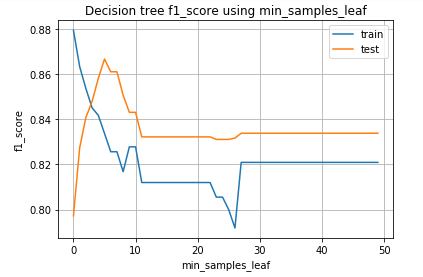 Decision tree f1_score using min_samples_leaf
train
test
0.88
0.86
0.84
0.82
0.80
f1_score
0 10 20 30 40 50
min_samples_leaf